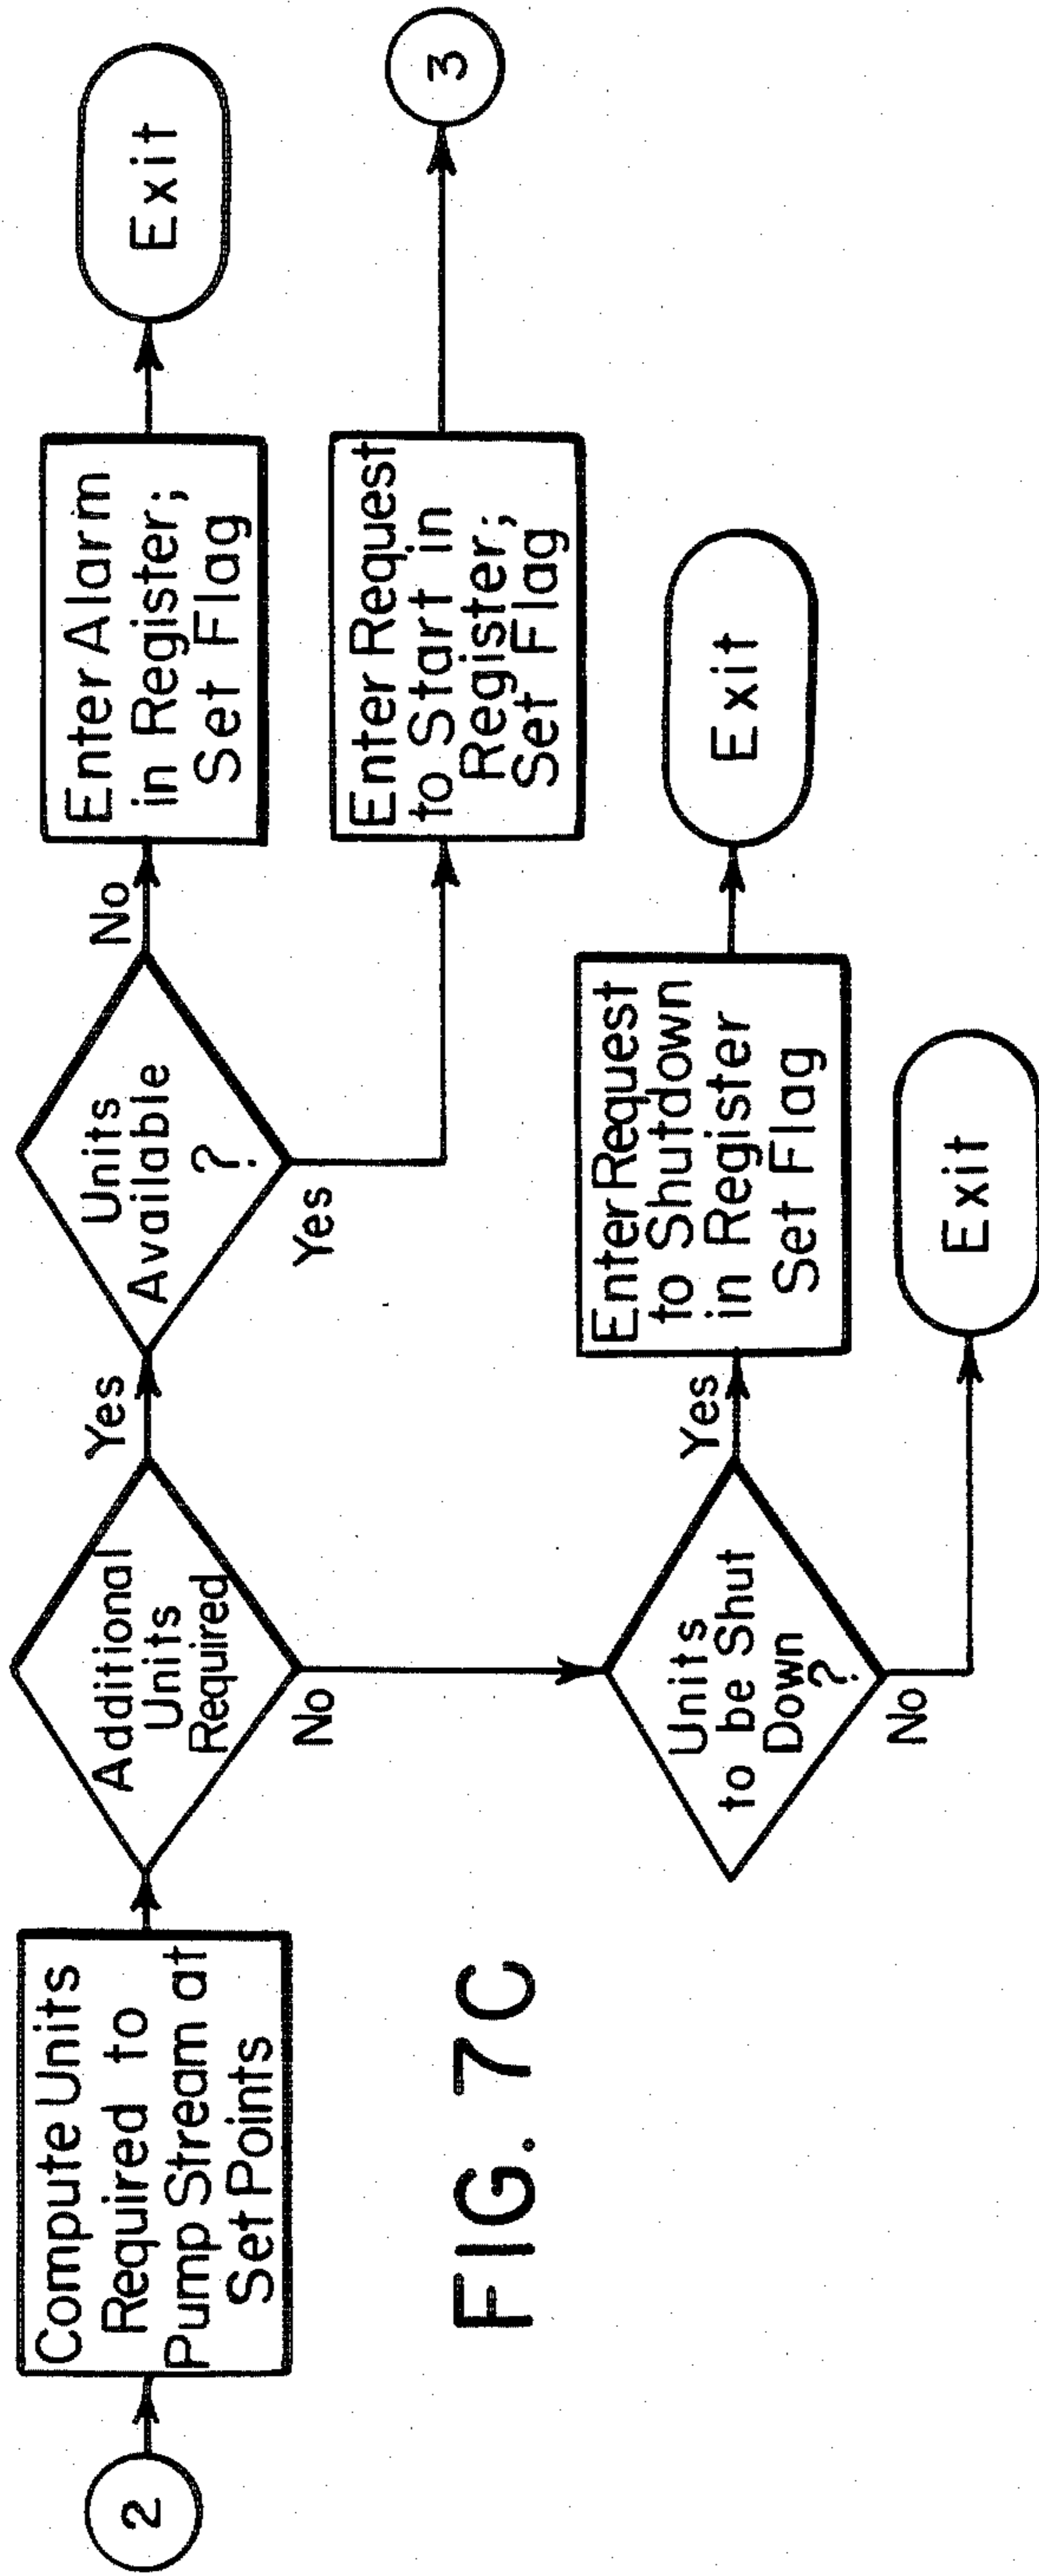 2
Compute Units
Required to
Pump Stream at
Set Points
Additional
Units
Required
Yes
No
Units
Available
?
No
Yes
Enter Alarm
in Register;
Set Flag
Exit
Enter Request
to Start in
Register;
Set Flag
3
Units
to be Shut
Down
?
Yes
No
Enter Request
to Shutdown
in Register
Set Flag
Exit
Exit
FIG. 7C